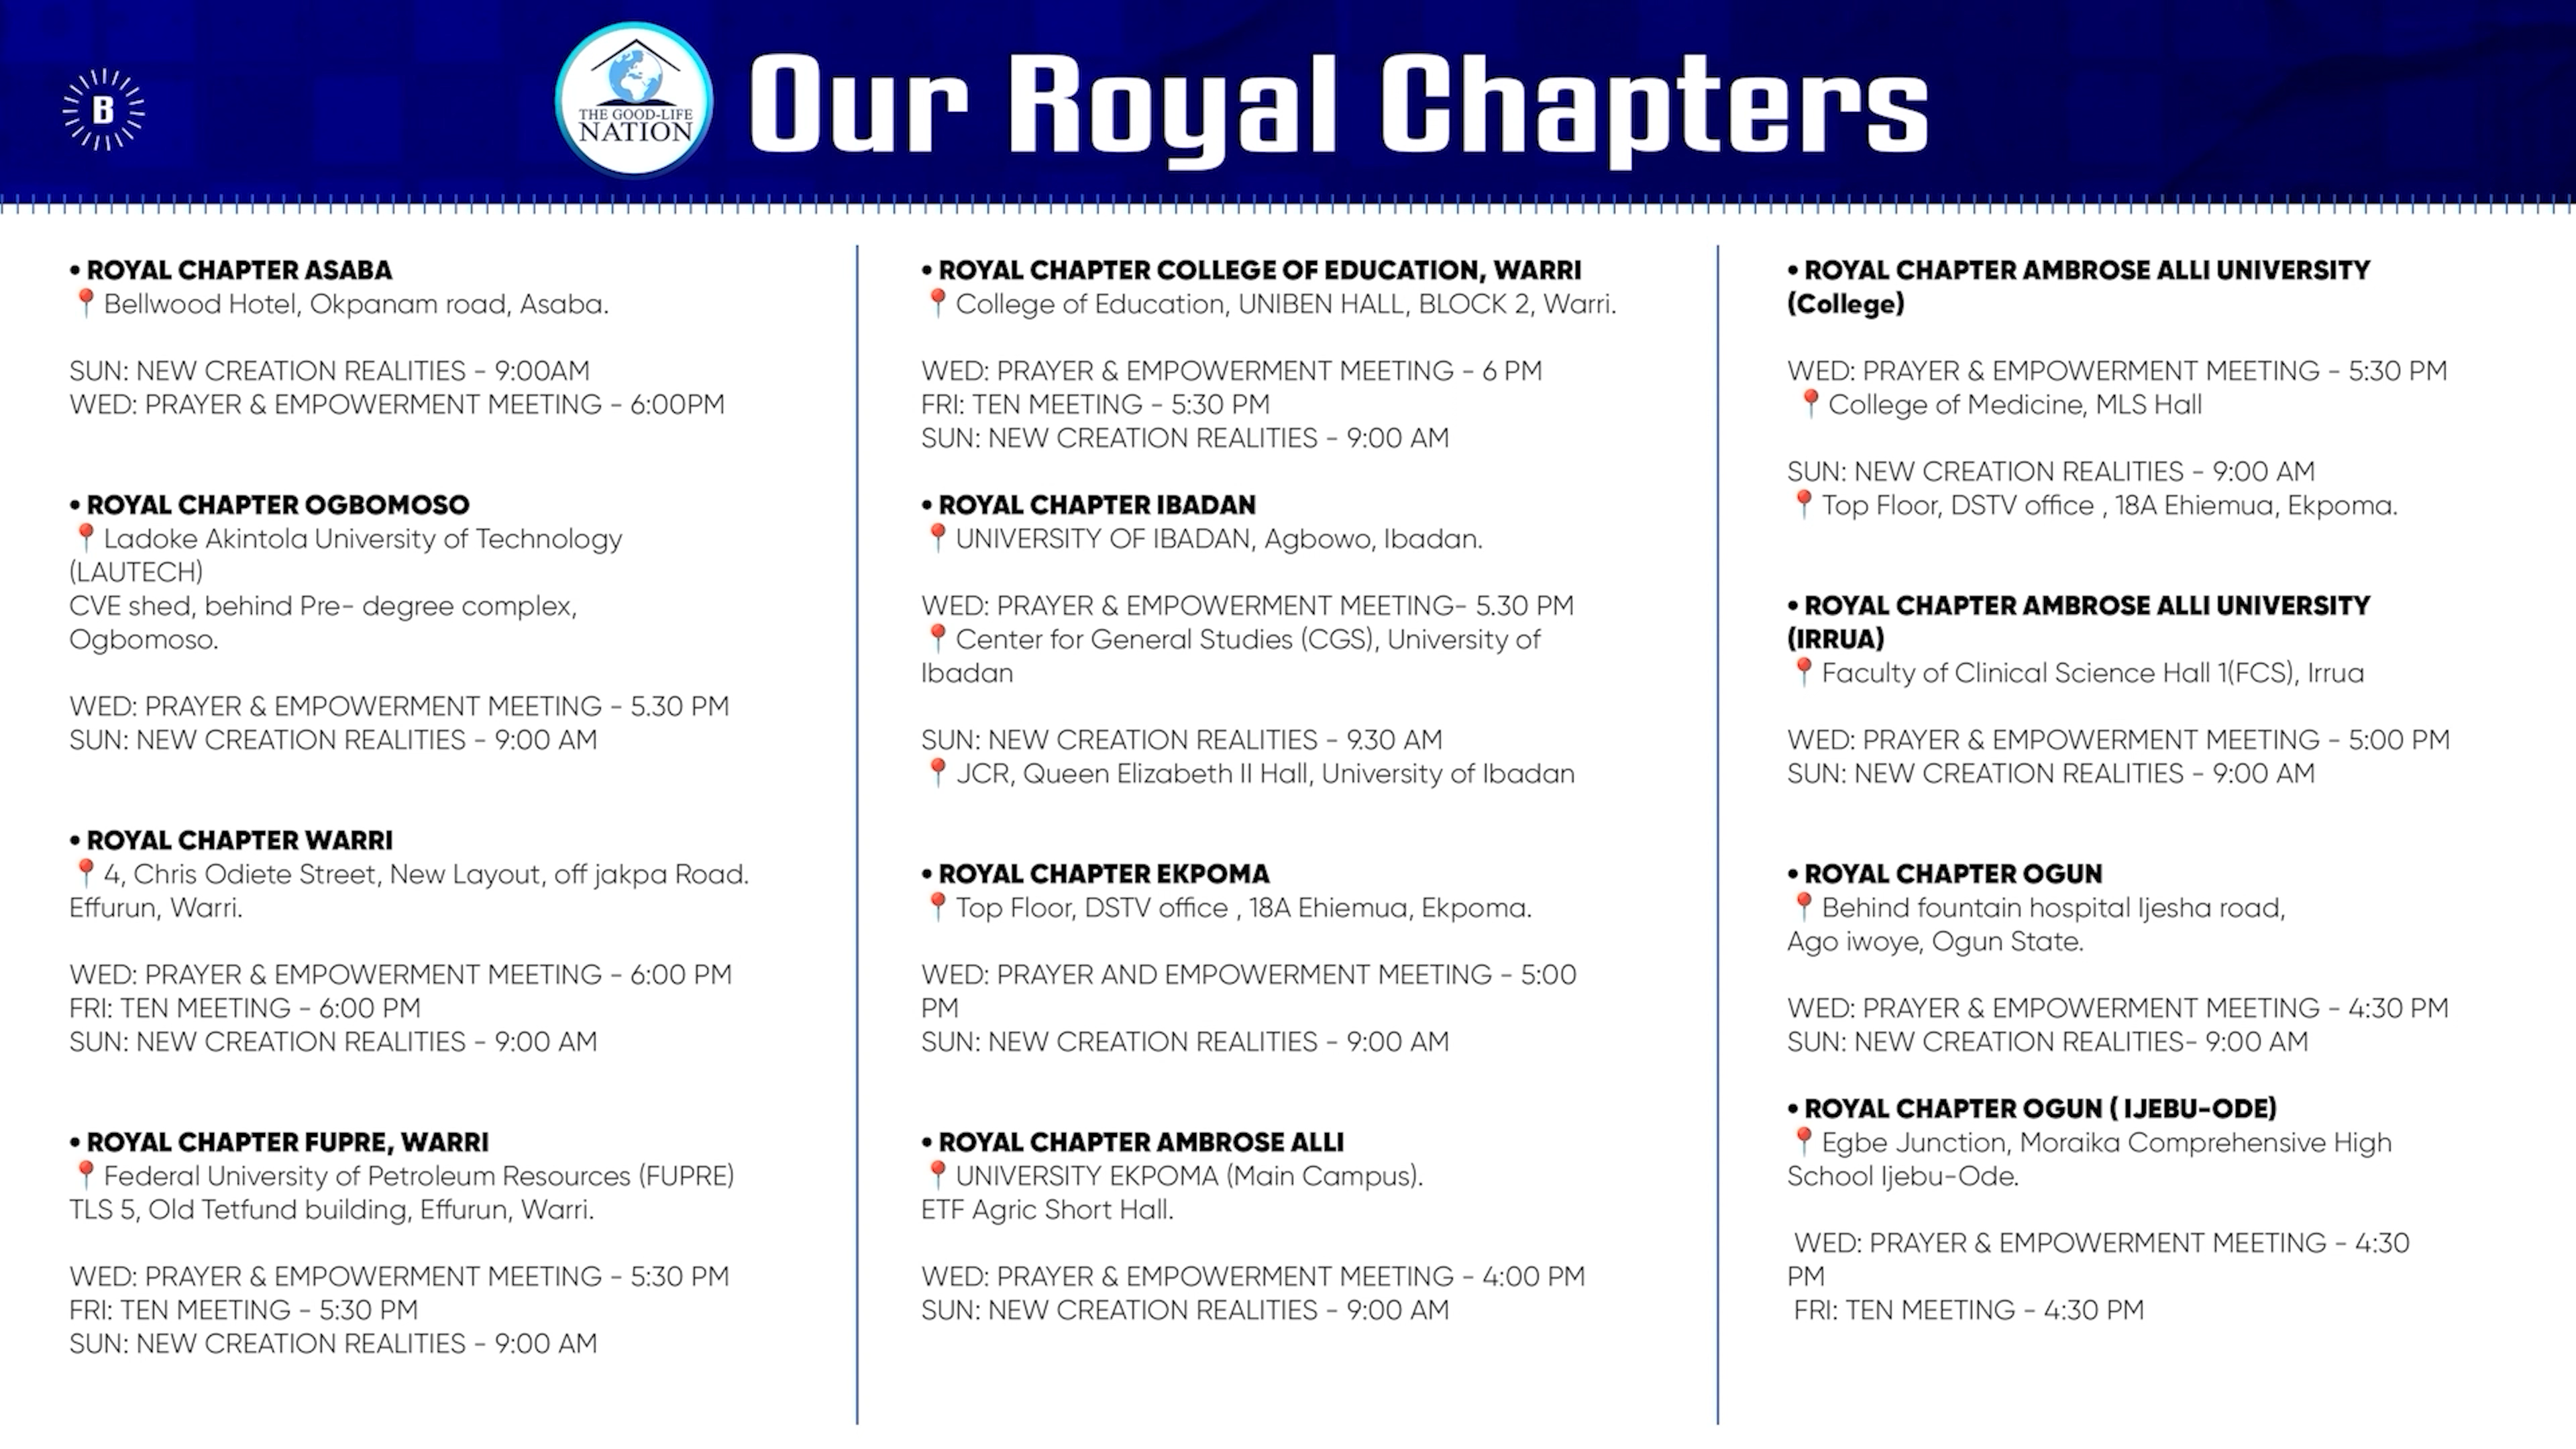 B
THE GOOD-LIFE
NATION
Our Royal Chapters
• ROYAL CHAPTER ASABA
📍Bellwood Hotel, Okpanam road, Asaba.
SUN: NEW CREATION REALITIES - 9:00AM
WED: PRAYER & EMPOWERMENT MEETING - 6:00PM
• ROYAL CHAPTER OGBOMOSO
📍Ladoke Akintola University of Technology
(LAUTECH)
CVE shed, behind Pre- degree complex,
Ogbomoso.
WED: PRAYER & EMPOWERMENT MEETING - 5.30 PM
SUN: NEW CREATION REALITIES - 9:00 AM
• ROYAL CHAPTER WARRI
📍4, Chris Odiete Street, New Layout, off jakpa Road.
Effurun, Warri.
WED: PRAYER & EMPOWERMENT MEETING - 6:00 PM
FRI: TEN MEETING - 6:00 PM
SUN: NEW CREATION REALITIES - 9:00 AM
• ROYAL CHAPTER FUPRE, WARRI
📍Federal University of Petroleum Resources (FUPRE)
TLS 5, Old Tetfund building, Effurun, Warri.
WED: PRAYER & EMPOWERMENT MEETING - 5:30 PM
FRI: TEN MEETING - 5:30 PM
SUN: NEW CREATION REALITIES - 9:00 AM
• ROYAL CHAPTER COLLEGE OF EDUCATION, WARRI
📍College of Education, UNIBEN HALL, BLOCK 2, Warri.
WED: PRAYER & EMPOWERMENT MEETING - 6 PM
FRI: TEN MEETING - 5:30 PM
SUN: NEW CREATION REALITIES - 9:00 AM
• ROYAL CHAPTER IBADAN
📍UNIVERSITY OF IBADAN, Agbowo, Ibadan.
WED: PRAYER & EMPOWERMENT MEETING- 5.30 PM
📍Center for General Studies (CGS), University of
Ibadan
SUN: NEW CREATION REALITIES - 9.30 AM
📍JCR, Queen Elizabeth II Hall, University of Ibadan
• ROYAL CHAPTER EKPOMA
📍Top Floor, DSTV office , 18A Ehiemua, Ekpoma.
WED: PRAYER AND EMPOWERMENT MEETING - 5:00
PM
SUN: NEW CREATION REALITIES - 9:00 AM
• ROYAL CHAPTER AMBROSE ALLI
📍UNIVERSITY EKPOMA (Main Campus).
ETF Agric Short Hall.
WED: PRAYER & EMPOWERMENT MEETING - 4:00 PM
SUN: NEW CREATION REALITIES - 9:00 AM
• ROYAL CHAPTER AMBROSE ALLI UNIVERSITY
(College)
WED: PRAYER & EMPOWERMENT MEETING - 5:30 PM
📍College of Medicine, MLS Hall
SUN: NEW CREATION REALITIES - 9:00 AM
📍Top Floor, DSTV office , 18A Ehiemua, Ekpoma.
• ROYAL CHAPTER AMBROSE ALLI UNIVERSITY
(IRRUA)
📍Faculty of Clinical Science Hall 1(FCS), Irrua
WED: PRAYER & EMPOWERMENT MEETING - 5:00 PM
SUN: NEW CREATION REALITIES - 9:00 AM
• ROYAL CHAPTER OGUN
📍Behind fountain hospital Ijesha road,
Ago iwoye, Ogun State.
WED: PRAYER & EMPOWERMENT MEETING - 4:30 PM
SUN: NEW CREATION REALITIES- 9:00 AM
• ROYAL CHAPTER OGUN ( IJEBU-ODE)
📍Egbe Junction, Moraika Comprehensive High
School Ijebu-Ode.
WED: PRAYER & EMPOWERMENT MEETING - 4:30
PM
FRI: TEN MEETING - 4:30 PM